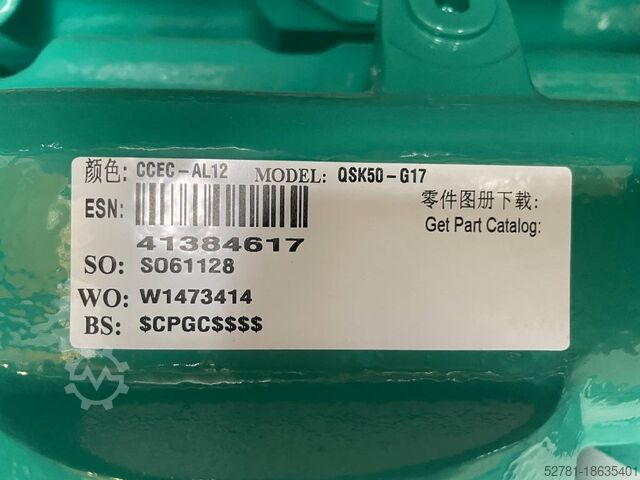 颜色: CCEC-AL12 MODEL: QSK50-G17
ESN:
41384617
零件图册下载:
Get Part Catalog:
SO: SO61128
WO: W1473414
BS: $CPGC$$$$
52781-18635401